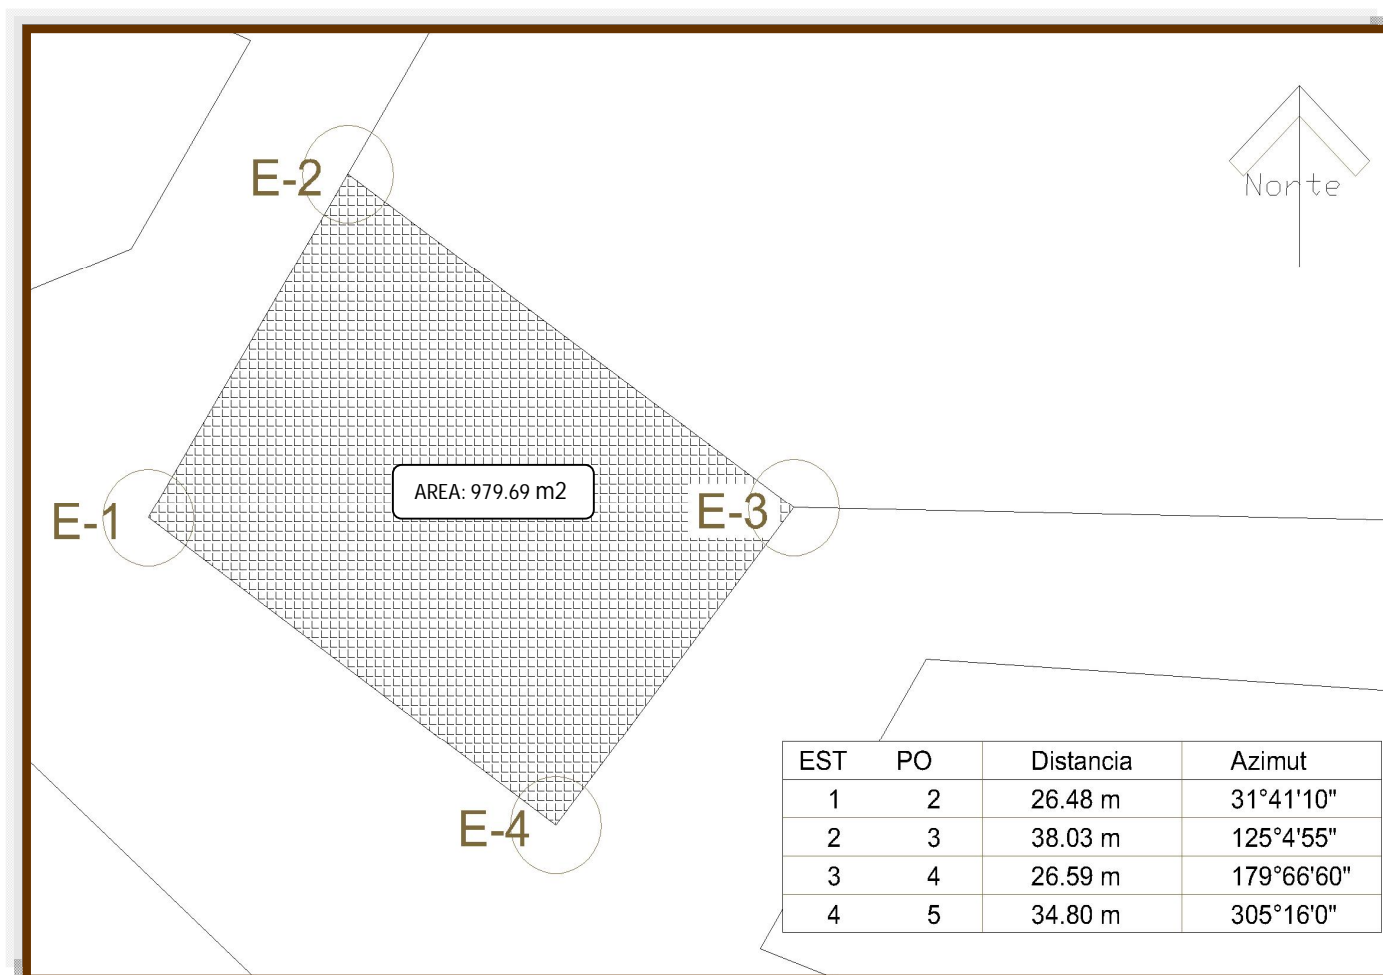 E-2
Norte
AREA: 979.69 m2
E-3
E-1
E-4
EST PO Distancia Azimut
1 2 26.48 m 31°41'10"
2 3 38.03 m 125°4'55"
3 4 26.59 m 179°66'60"
4 5 34.80 m 305°16'0"